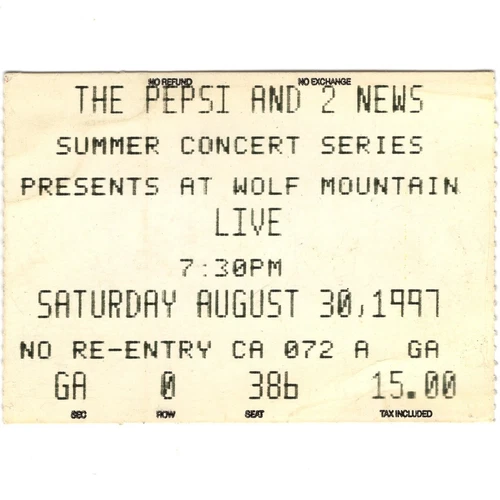 NO REFUND NO EXCHANGE
THE PEPSI AND 2 NEWS
SUMMER CONCERT SERIES
PRESENTS AT WOLF MOUNTAIN
LIVE
7:30PM
SATURDAY AUGUST 30,1997
NO RE-ENTRY CA 072 A GA
GA 0 386 15.00
SEC ROW SEAT TAX INCLUDED